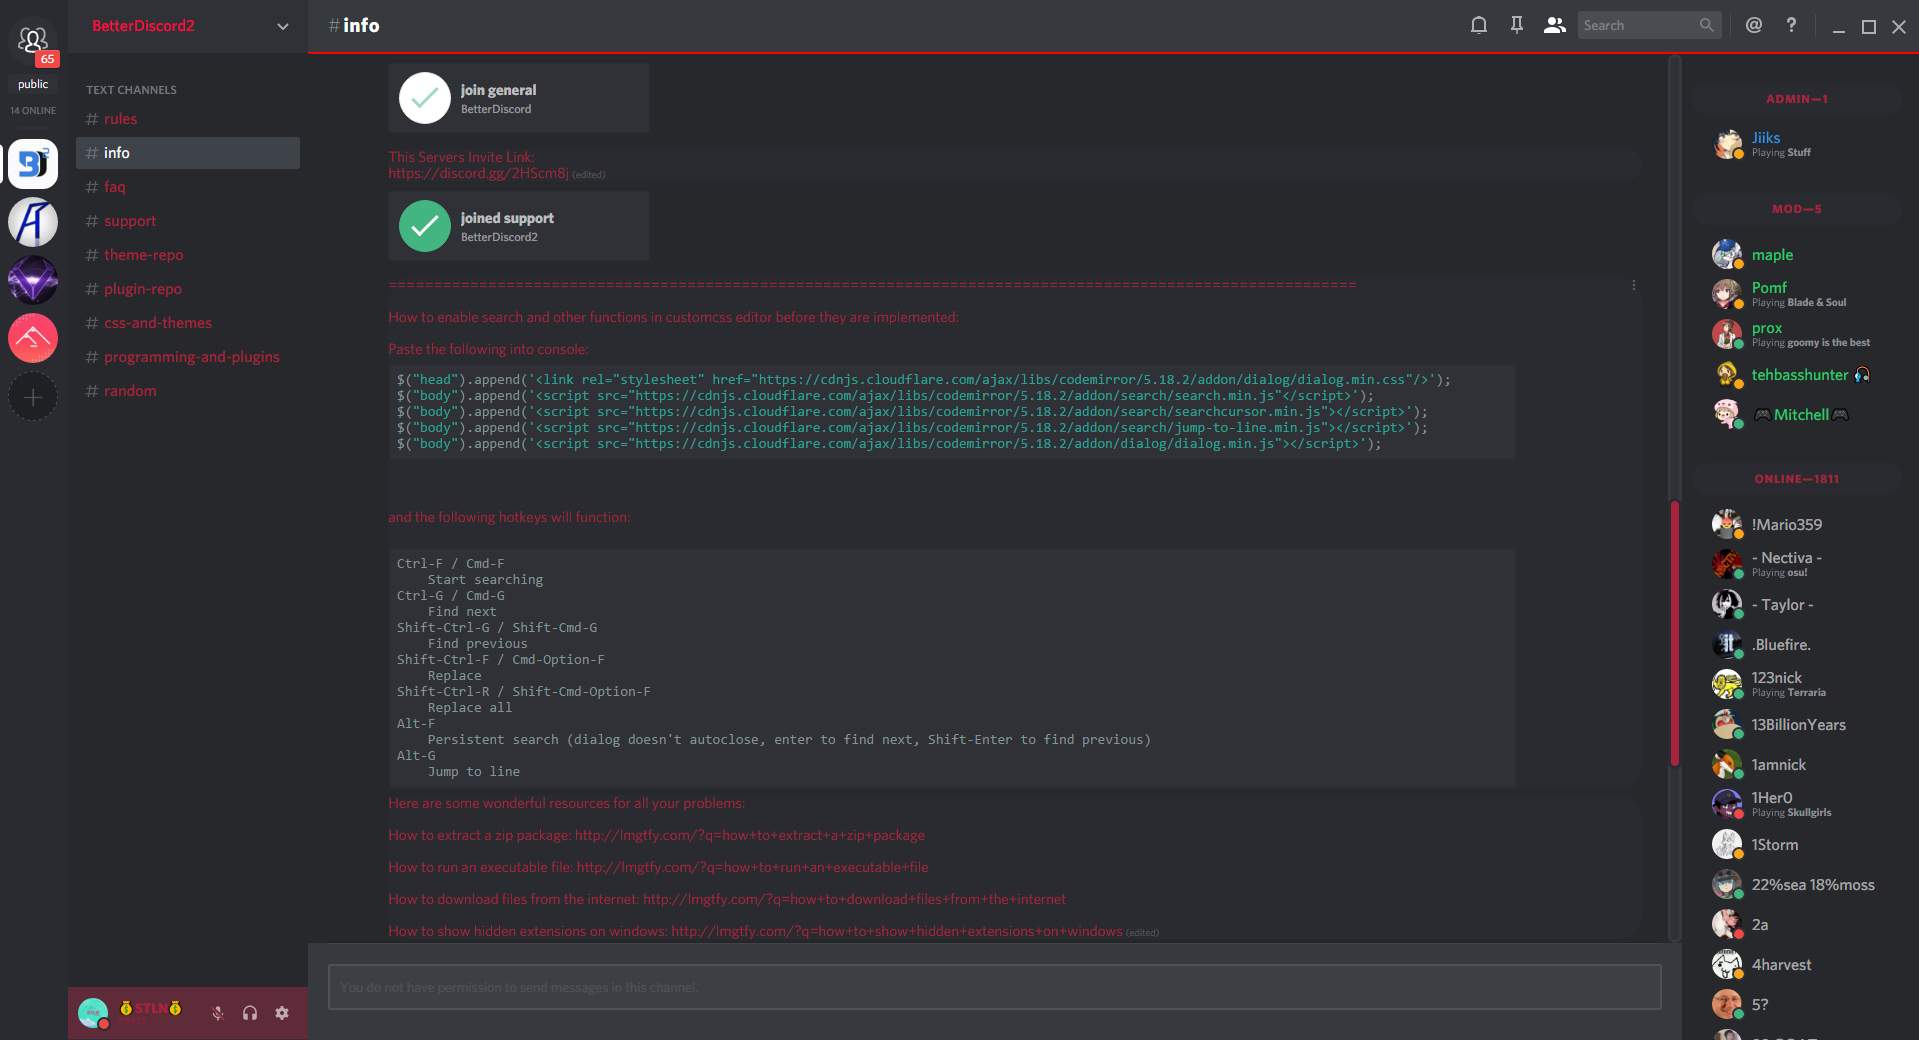 65
public
14 ONLINE
BetterDiscord2
TEXT CHANNELS
# rules
# info
# faq
# support
# theme-repo
# plugin-repo
# css-and-themes
# programming-and-plugins
# random
STLN
#info
Search
join general
BetterDiscord
This Servers Invite Link:
https://discord.gg/2HScm8j (edited)
joined support
BetterDiscord2
How to enable search and other functions in customcss editor before they are implemented:
Paste the following into console:
$("head").append('<link rel="stylesheet" href="https://cdnjs.cloudflare.com/ajax/libs/codemirror/5.18.2/addon/dialog/dialog.min.css"/>');
$("body").append('<script src="https://cdnjs.cloudflare.com/ajax/libs/codemirror/5.18.2/addon/search/search.min.js"</script>');
$("body").append('<script src="https://cdnjs.cloudflare.com/ajax/libs/codemirror/5.18.2/addon/search/searchcursor.min.js"></script>');
$("body").append('<script src="https://cdnjs.cloudflare.com/ajax/libs/codemirror/5.18.2/addon/search/jump-to-line.min.js"></script>');
$("body").append('<script src="https://cdnjs.cloudflare.com/ajax/libs/codemirror/5.18.2/addon/dialog/dialog.min.js"></script>');
and the following hotkeys will function:
Ctrl-F / Cmd-F
Start searching
Ctrl-G / Cmd-G
Find next
Shift-Ctrl-G / Shift-Cmd-G
Find previous
Shift-Ctrl-F / Cmd-Option-F
Replace
Shift-Ctrl-R / Shift-Cmd-Option-F
Replace all
Alt-F
Persistent search (dialog doesn't autoclose, enter to find next, Shift-Enter to find previous)
Alt-G
Jump to line
Here are some wonderful resources for all your problems:
How to extract a zip package: http://lmgtfy.com/?q=how+to+extract+a+zip+package
How to run an executable file: http://lmgtfy.com/?q=how+to+run+an+executable+file
How to download files from the internet: http://lmgtfy.com/?q=how+to+download+files+from+the+internet
How to show hidden extensions on windows: http://lmgtfy.com/?q=how+to+show+hidden+extensions+on+windows (edited)
You do not have permission to send messages in this channel.
ADMIN—1
Jiiks
Playing Stuff
MOD—5
maple
Pomf
Playing Blade & Soul
prox
Playing goomy is the best
tehbasshunter
Mitchell
ONLINE—1811
!Mario359
- Nectiva -
Playing osu!
- Taylor -
.Bluefire.
123nick
Playing Terraria
13BillionYears
1amnick
1Her0
Playing Skullgirls
1Storm
22%sea 18%moss
2a
4harvest
5?